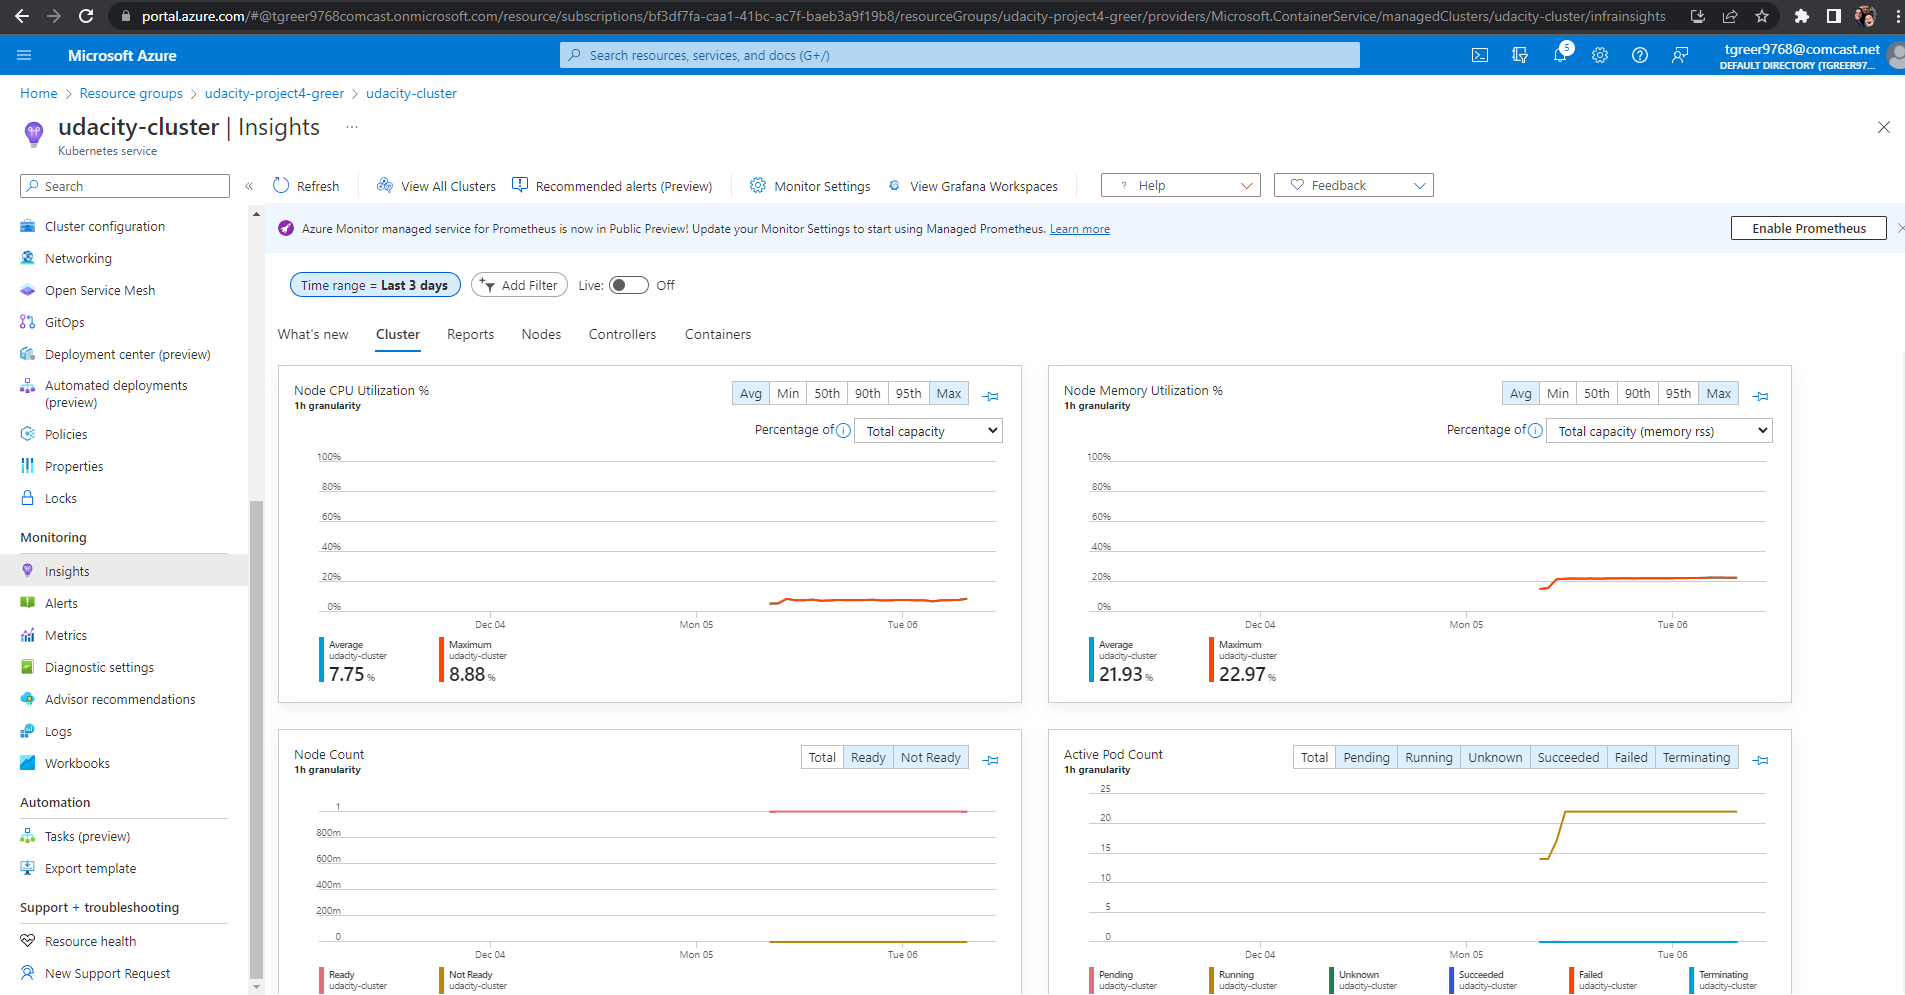 portal.azure.com/#@tgreer9768comcast.onmicrosoft.com/resource/subscriptions/bf3df7fa-caa1-41bc-ac7f-baeb3a9f19b8/resourceGroups/udacity-project4-greer/providers/Microsoft.ContainerService/managedClusters/udacity-cluster/infrainsights
Microsoft Azure
Search resources, services, and docs (G+/)
5
tgreer9768@comcast.net
DEFAULT DIRECTORY (TGREER97...
Home > Resource groups > udacity-project4-greer > udacity-cluster
udacity-cluster | Insights ...
Kubernetes service
Search
«
Refresh
View All Clusters
Recommended alerts (Preview)
Monitor Settings
View Grafana Workspaces
? Help
Feedback
Cluster configuration
Networking
Open Service Mesh
GitOps
Deployment center (preview)
Automated deployments
(preview)
Policies
Properties
Locks
Monitoring
Insights
Alerts
Metrics
Diagnostic settings
Advisor recommendations
Logs
Workbooks
Automation
Tasks (preview)
Export template
Support + troubleshooting
Resource health
New Support Request
Azure Monitor managed service for Prometheus is now in Public Preview! Update your Monitor Settings to start using Managed Prometheus. Learn more
Enable Prometheus
Time range = Last 3 days
Add Filter
Live: Off
What's new
Cluster
Reports
Nodes
Controllers
Containers
Node CPU Utilization %
1h granularity
Avg Min 50th 90th 95th Max
Percentage of Total capacity
100%
80%
60%
40%
20%
0%
Dec 04 Mon 05 Tue 06
Average
udacity-cluster
7.75 %
Maximum
udacity-cluster
8.88 %
Node Memory Utilization %
1h granularity
Avg Min 50th 90th 95th Max
Percentage of Total capacity (memory rss)
100%
80%
60%
40%
20%
0%
Dec 04 Mon 05 Tue 06
Average
udacity-cluster
21.93 %
Maximum
udacity-cluster
22.97 %
Node Count
1h granularity
Total Ready Not Ready
1
800m
600m
400m
200m
0
Dec 04 Mon 05 Tue 06
Ready
udacity-cluster
Not Ready
udacity-cluster
Active Pod Count
1h granularity
Total Pending Running Unknown Succeeded Failed Terminating
25
20
15
10
5
0
Dec 04 Mon 05 Tue 06
Pending
udacity-cluster
Running
udacity-cluster
Unknown
udacity-cluster
Succeeded
udacity-cluster
Failed
udacity-cluster
Terminating
udacity-cluster